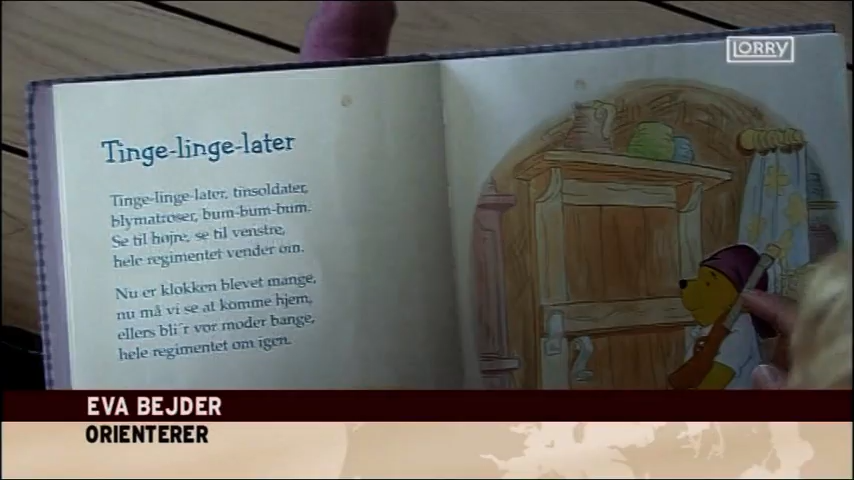 LORRY
Tinge-linge-later
Tinge-linge-later, tinsoldater,
blymatroser, bum-bum-bum.
Se til højre, se til venstre,
hele regimentet vender om.
Nu er klokken blevet mange,
nu må vi se at komme hjem,
ellers bli'r vor moder bange,
hele regimentet om igen.
EVA BEJDER
ORIENTERER